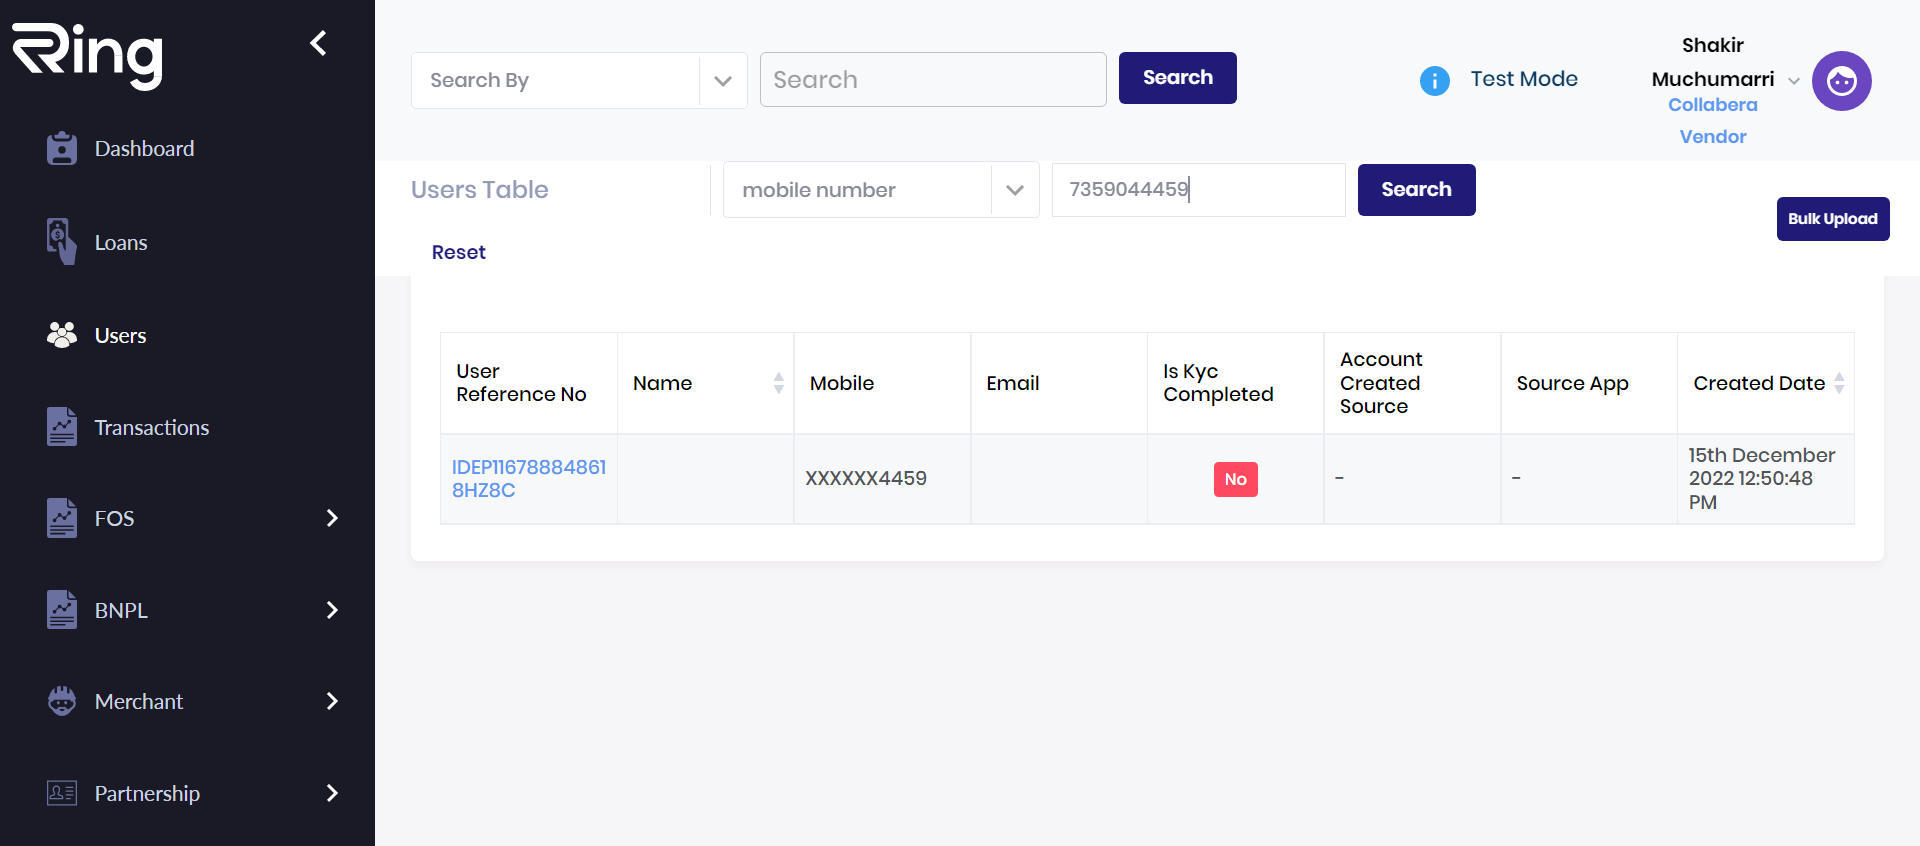 Ring
Dashboard
Loans
Users
Transactions
FOS
BNPL
Merchant
Partnership
Search By
Search
Search
Test Mode
Shakir
Muchumarri
Collabera
Vendor
Users Table
mobile number
7359044459
Search
Bulk Upload
Reset
User
Reference No
Name
Mobile
Email
Is Kyc
Completed
Account
Created
Source
Source App
Created Date
IDEP11678884861
8HZ8C
XXXXXX4459
No
-
-
15th December
2022 12:50:48
PM